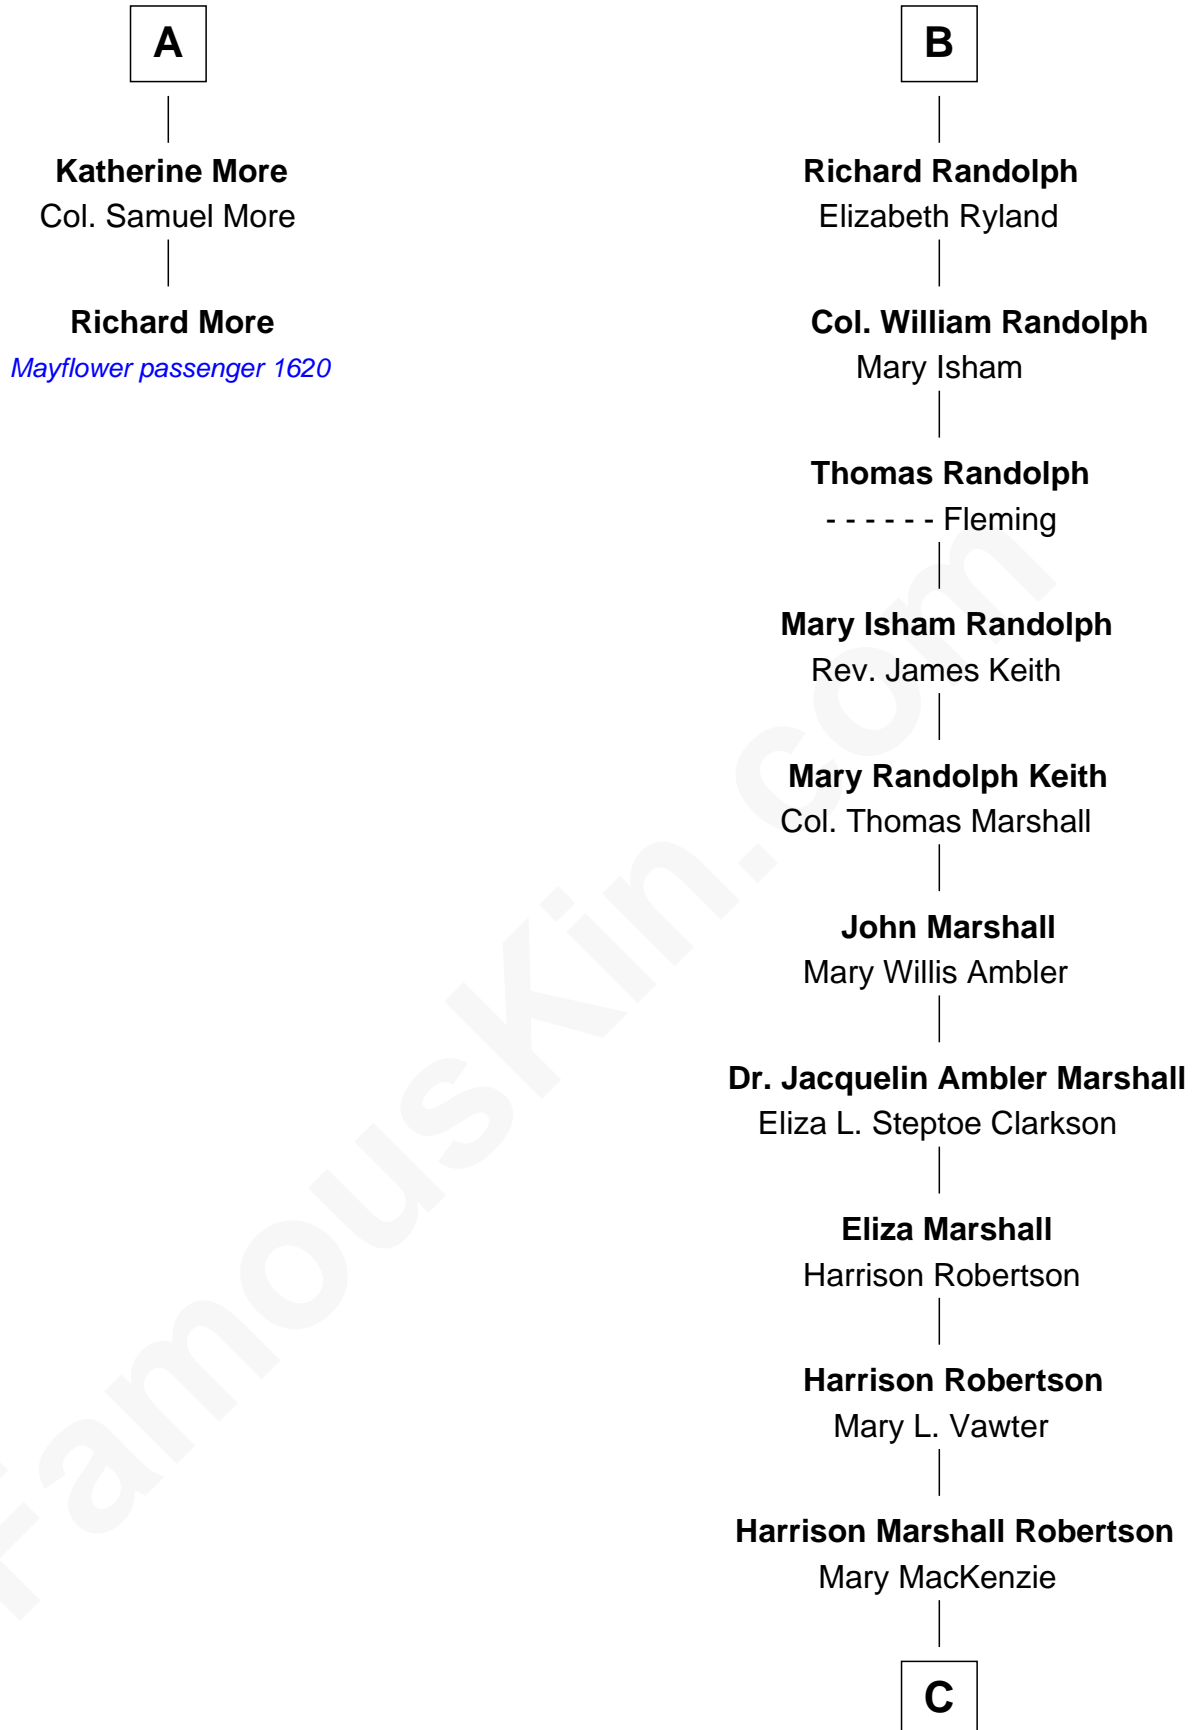 A
Katherine More
Col. Samuel More
Richard More
Mayflower passenger 1620
B
Richard Randolph
Elizabeth Ryland
Col. William Randolph
Mary Isham
Thomas Randolph
- - - - - - Fleming
Mary Isham Randolph
Rev. James Keith
Mary Randolph Keith
Col. Thomas Marshall
John Marshall
Mary Willis Ambler
Dr. Jacquelin Ambler Marshall
Eliza L. Steptoe Clarkson
Eliza Marshall
Harrison Robertson
Harrison Robertson
Mary L. Vawter
Harrison Marshall Robertson
Mary MacKenzie
C
FamousKin.com